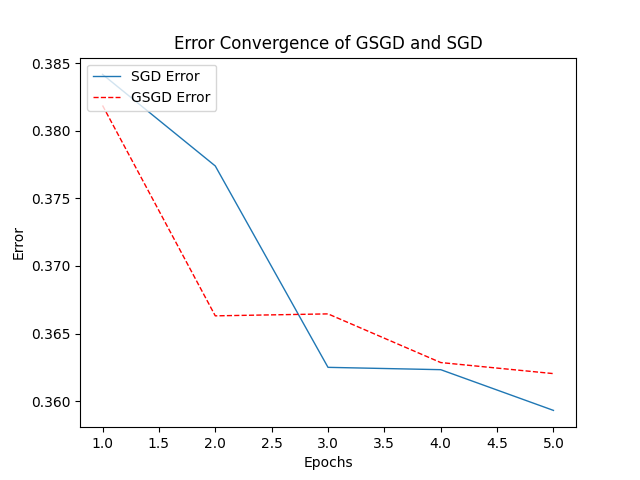 Error Convergence of GSGD and SGD
SGD Error
GSGD Error
0.385
0.380
0.375
0.370
0.365
0.360
Error
1.0 1.5 2.0 2.5 3.0 3.5 4.0 4.5 5.0
Epochs